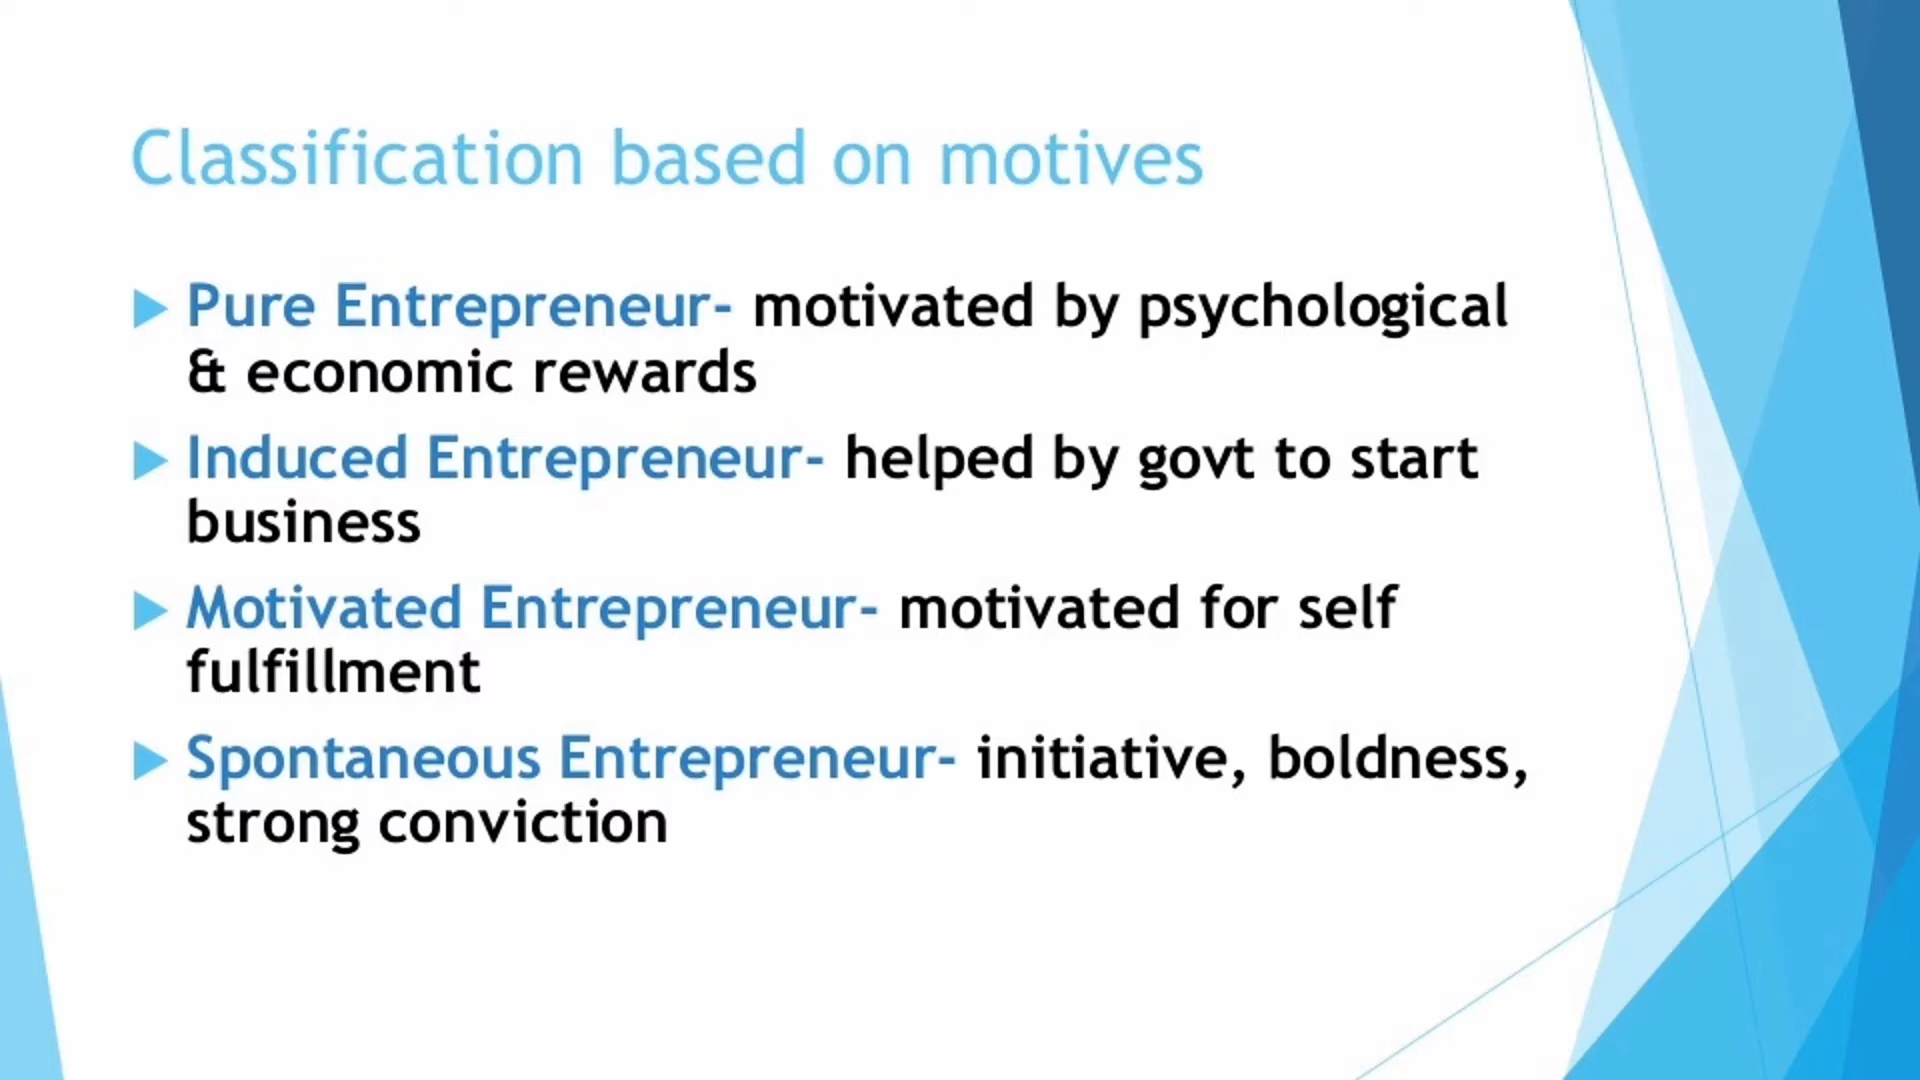 Classification based on motives
Pure Entrepreneur- motivated by psychological
& economic rewards
Induced Entrepreneur- helped by govt to start
business
Motivated Entrepreneur- motivated for self
fulfillment
Spontaneous Entrepreneur- initiative, boldness,
strong conviction